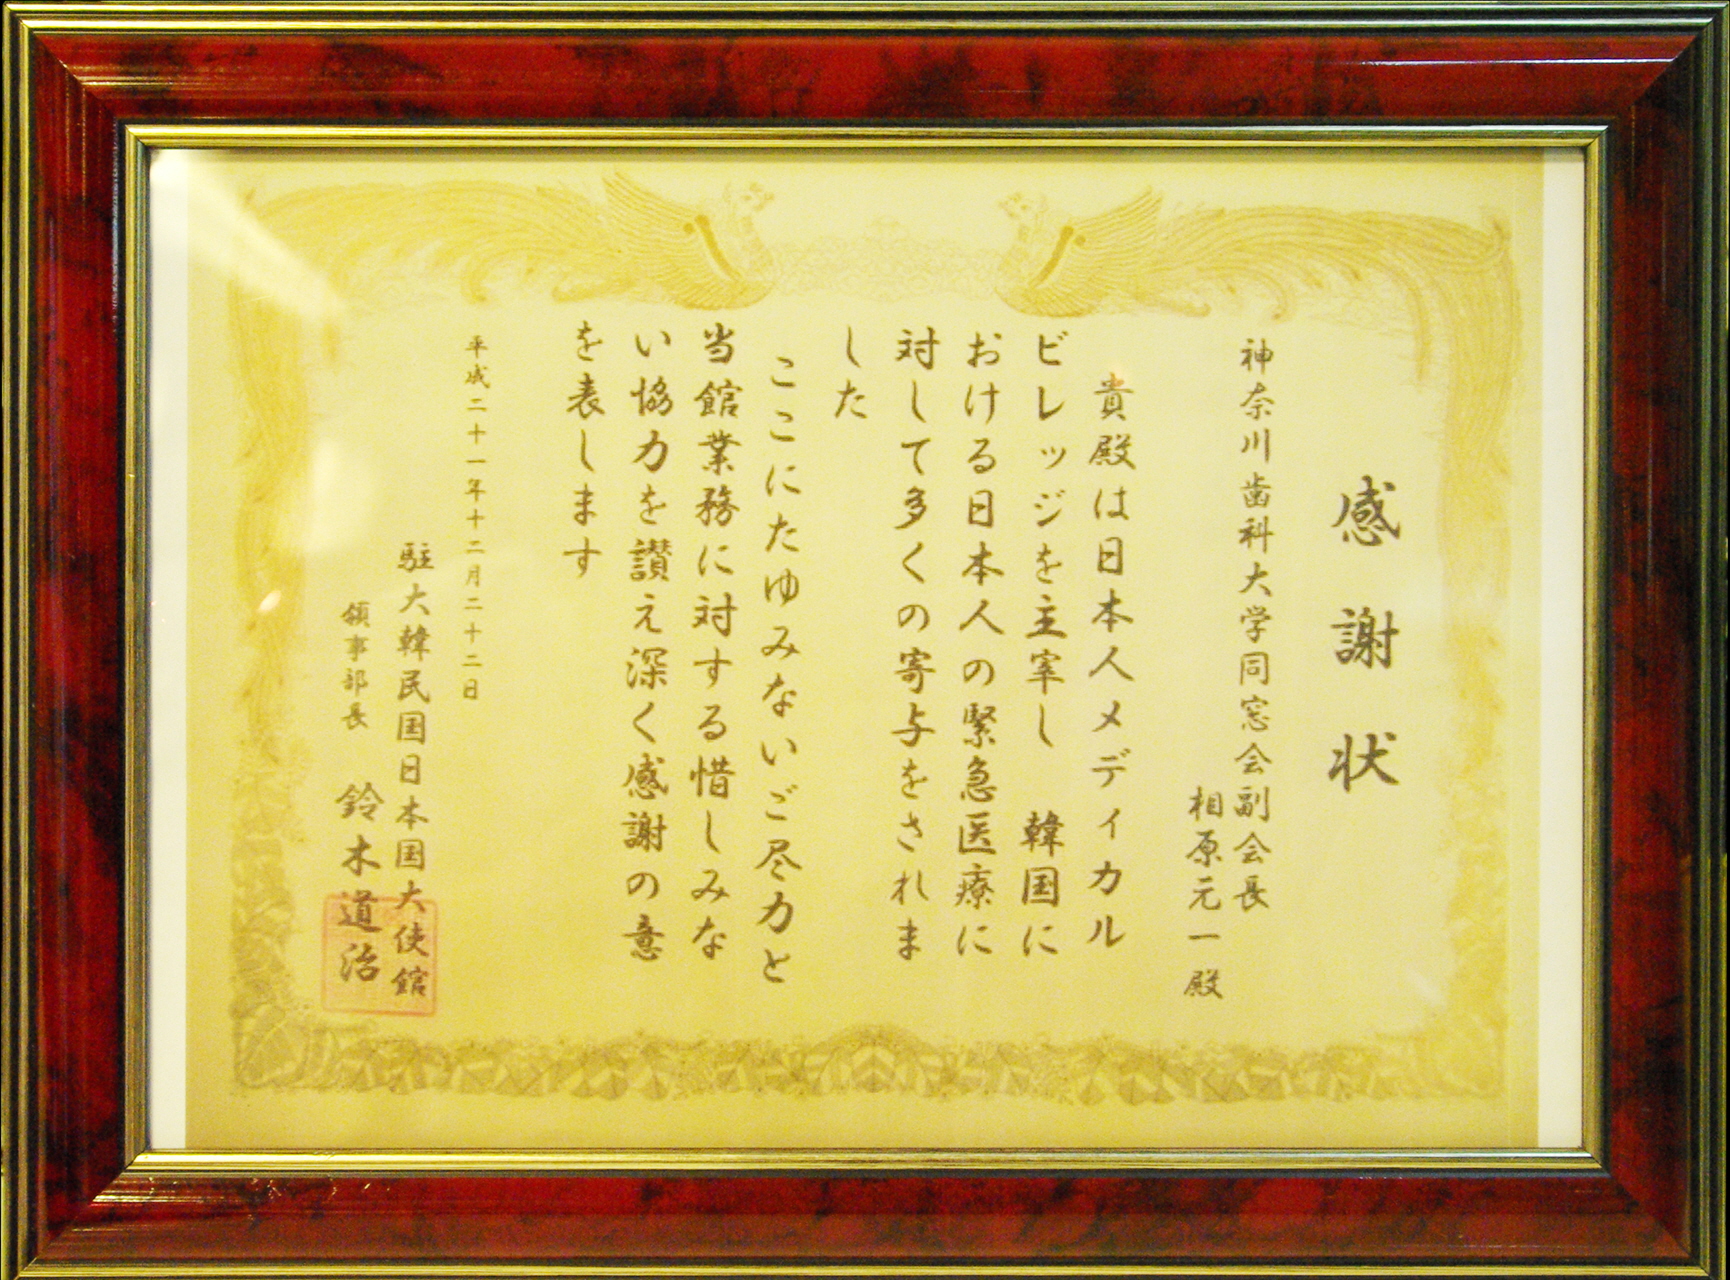 感謝状
神奈川歯科大学同窓会副会長
相原元一殿
貴殿は日本人メディカル
ビレッジを主宰し 韓国に
おける日本人の緊急医療に
対して多くの寄与をされま
した
ここにたゆみないご尽力と
当館業務に対する惜しみな
い協力を讃え深く感謝の意
を表します
平成二十一年十二月二十二日
駐大韓民国日本国大使館
領事部長 鈴木道治